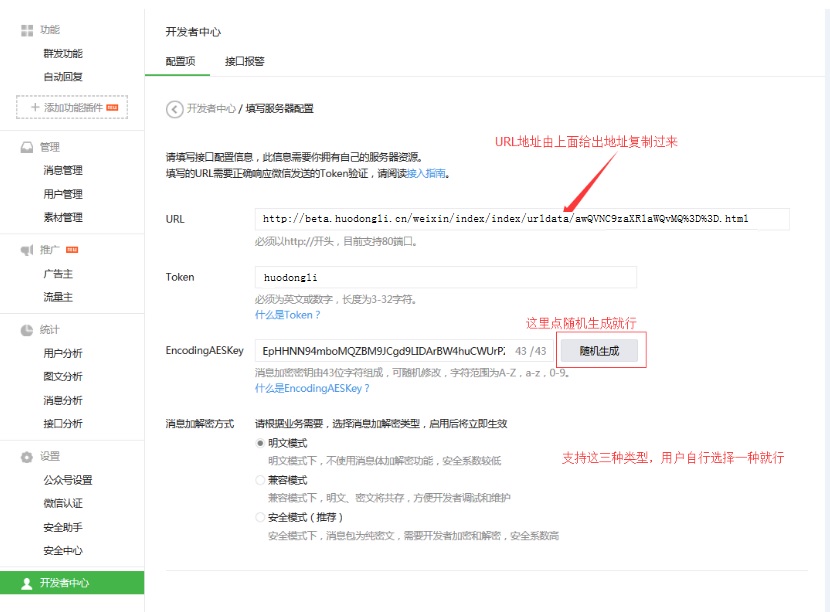 功能
群发功能
自动回复
添加功能插件
管理
消息管理
用户管理
素材管理
推广
广告主
流量主
统计
用户分析
图文分析
消息分析
接口分析
设置
公众号设置
微信认证
安全助手
安全中心
开发者中心
开发者中心
配置项 接口报警
开发者中心 / 填写服务器配置
URL地址由上面给出地址复制过来
请填写接口配置信息，此信息需要你拥有自己的服务器资源。
填写的URL需要正确响应微信发送的Token验证，请阅读接入指南。
URL http://beta.huodongli.cn/weixin/index/index/urldata/awQVNC9zaXRlaWQvMQ%3D%3D.html
必须以http://开头，目前支持80端口。
Token huodongli
必须为英文或数字，长度为3-32字符。
什么是Token？
这里点随机生成就行
EncodingAESKey EpHHNN94mboMQZBM9JCgd9LIDArBW4huCWUrP 43 /43 随机生成
消息加密密钥由43位字符组成，可随机修改，字符范围为A-Z，a-z，0-9。
什么是EncodingAESKey？
消息加解密方式 请根据业务需要，选择消息加解密类型，启用后将立即生效
明文模式
明文模式下，不使用消息体加解密功能，安全系数较低
支持这三种类型，用户自行选择一种就行
兼容模式
兼容模式下，明文、密文将共存，方便开发者调试和维护
安全模式（推荐）
安全模式下，消息包为纯密文，需要开发者加密和解密，安全系数高